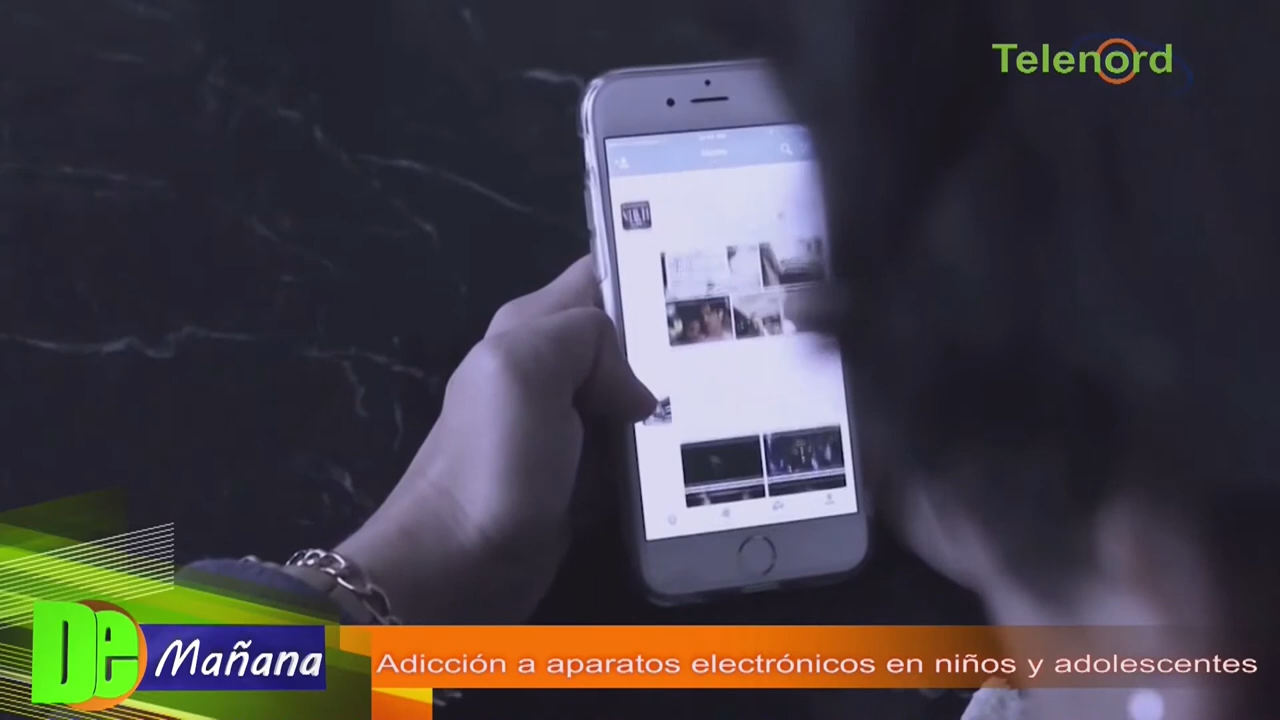 Telenord
De Mañana
Adicción a aparatos electrónicos en niños y adolescentes